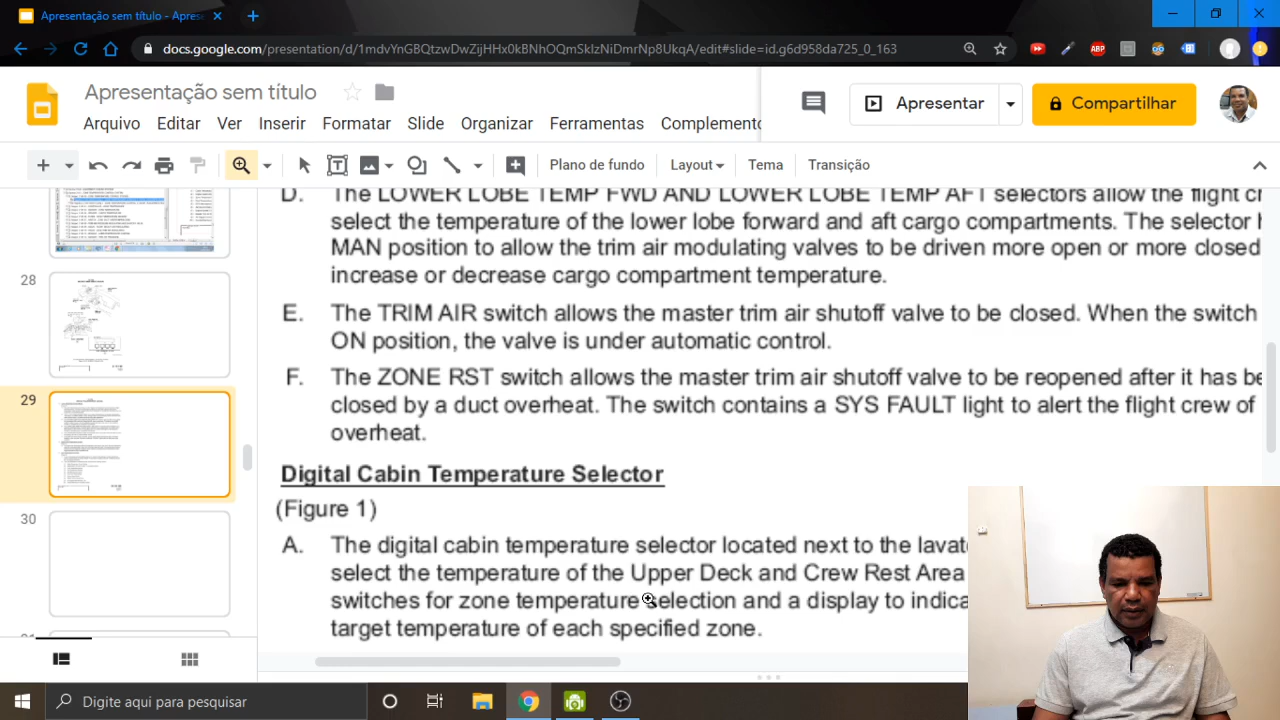 Apresentação sem título - Apres
docs.google.com/presentation/d/1mdvYnGBQtzwDwZijHHx0kBNhOQmSkIzNiDmrNp8UkqA/edit#slide=id.g6d958da725_0_163
ABP
Apresentação sem título
Apresentar
Compartilhar
Arquivo Editar Ver Inserir Formatar Slide Organizar Ferramentas Complemento
Plano de fundo Layout Tema Transição
D. The LOWER LOBE TEMP FWD AND LOWER LOBE TEMP AFT selectors allow the flight
select the temperature of the lower lobe forward and aft cargo compartments. The selector
MAN position to allow the trim air modulating valves to be driven more open or more closed
increase or decrease cargo compartment temperature.
E. The TRIM AIR switch allows the master trim air shutoff valve to be closed. When the switch
ON position, the valve is under automatic control.
F. The ZONE RST switch allows the master trim air shutoff valve to be reopened after it has be
closed by a duct overheat. The switch contains a SYS FAULT light to alert the flight crew of
overheat.
Digital Cabin Temperature Selector
(Figure 1)
A. The digital cabin temperature selector located next to the lavat
select the temperature of the Upper Deck and Crew Rest Area
switches for zone temperature selection and a display to indica
target temperature of each specified zone.
28
29
30
Digite aqui para pesquisar